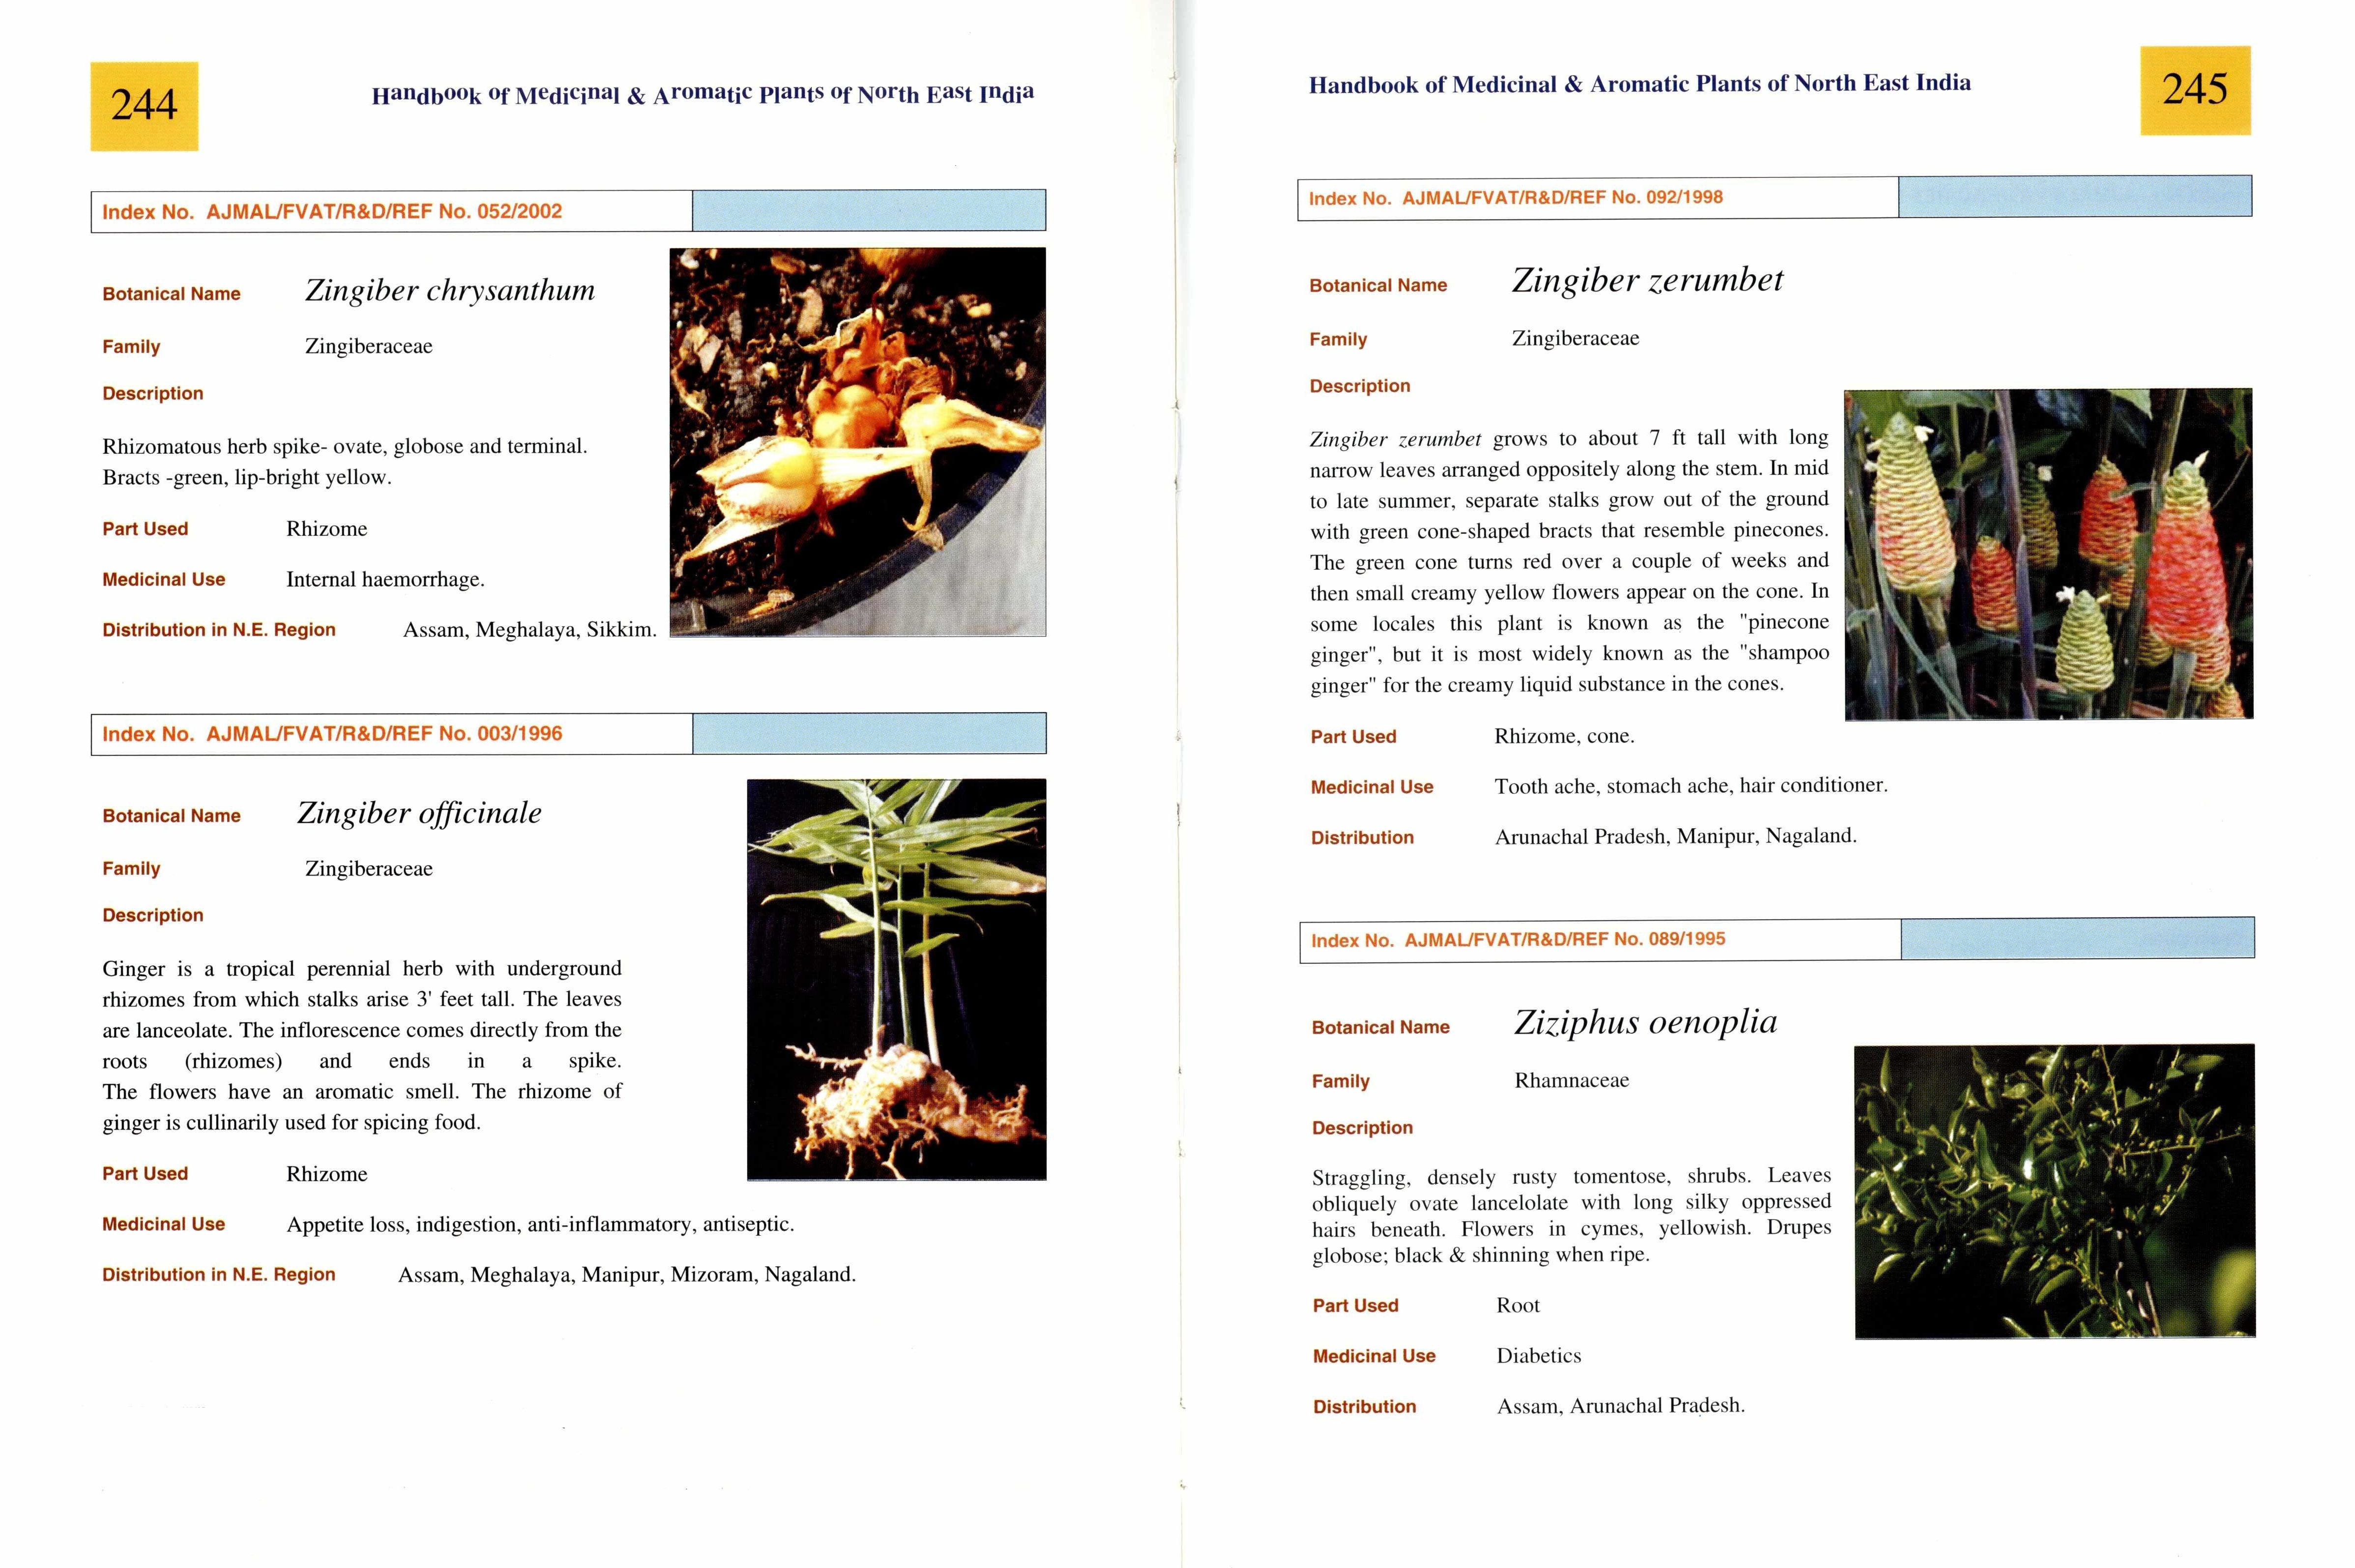 244
Handbook of Medicinal & Aromatic Plants of North East India
Index No. AJMAL/FVAT/R&D/REF No. 052/2002
Botanical Name Zingiber chrysanthum
Family Zingiberaceae
Description
Rhizomatous herb spike- ovate, globose and terminal.
Bracts -green, lip-bright yellow.
Part Used Rhizome
Medicinal Use Internal haemorrhage.
Distribution in N.E. Region Assam, Meghalaya, Sikkim.
Index No. AJMAL/FVAT/R&D/REF No. 003/1996
Botanical Name Zingiber officinale
Family Zingiberaceae
Description
Ginger is a tropical perennial herb with underground
rhizomes from which stalks arise 3' feet tall. The leaves
are lanceolate. The inflorescence comes directly from the
roots (rhizomes) and ends in a spike.
The flowers have an aromatic smell. The rhizome of
ginger is cullinarily used for spicing food.
Part Used Rhizome
Medicinal Use Appetite loss, indigestion, anti-inflammatory, antiseptic.
Distribution in N.E. Region Assam, Meghalaya, Manipur, Mizoram, Nagaland.
Handbook of Medicinal & Aromatic Plants of North East India
245
Index No. AJMAL/FVAT/R&D/REF No. 092/1998
Botanical Name Zingiber zerumbet
Family Zingiberaceae
Description
Zingiber zerumbet grows to about 7 ft tall with long
narrow leaves arranged oppositely along the stem. In mid
to late summer, separate stalks grow out of the ground
with green cone-shaped bracts that resemble pinecones.
The green cone turns red over a couple of weeks and
then small creamy yellow flowers appear on the cone. In
some locales this plant is known as the "pinecone
ginger", but it is most widely known as the "shampoo
ginger" for the creamy liquid substance in the cones.
Part Used Rhizome, cone.
Medicinal Use Tooth ache, stomach ache, hair conditioner.
Distribution Arunachal Pradesh, Manipur, Nagaland.
Index No. AJMAL/FVAT/R&D/REF No. 089/1995
Botanical Name Ziziphus oenoplia
Family Rhamnaceae
Description
Straggling, densely rusty tomentose, shrubs. Leaves
obliquely ovate lancelolate with long silky oppressed
hairs beneath. Flowers in cymes, yellowish. Drupes
globose; black & shinning when ripe.
Part Used Root
Medicinal Use Diabetics
Distribution Assam, Arunachal Pradesh.